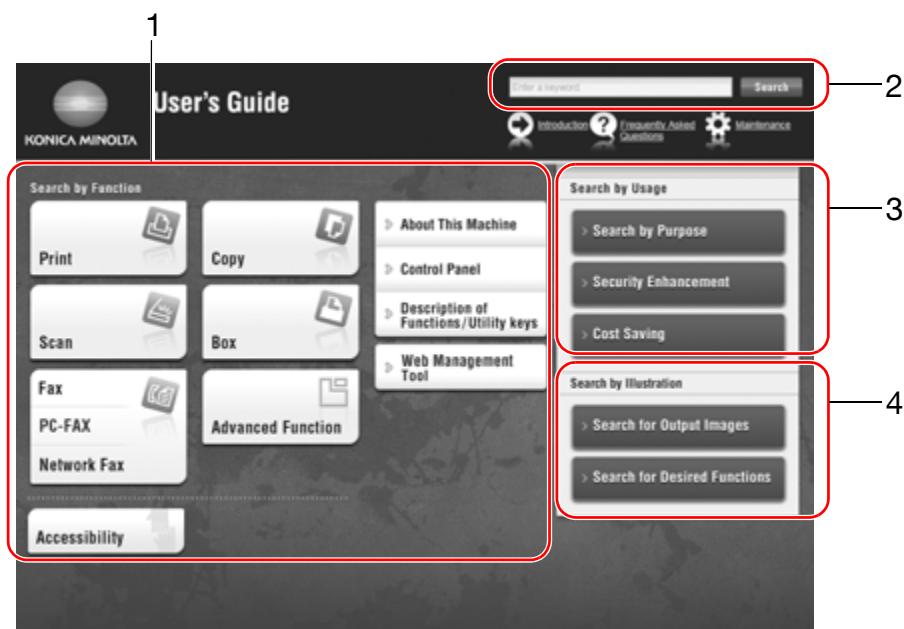 1
Enter a keyword
Search
2
User's Guide
KONICA MINOLTA
Introduction
Frequently Asked
Questions
Maintenance
Search by Function
Print
Copy
Scan
Box
Fax
PC-FAX
Network Fax
Advanced Function
Accessibility
About This Machine
Control Panel
Description of
Functions/Utility keys
Web Management
Tool
Search by Usage
Search by Purpose
Security Enhancement
Cost Saving
3
Search by Illustration
Search for Output Images
Search for Desired Functions
4